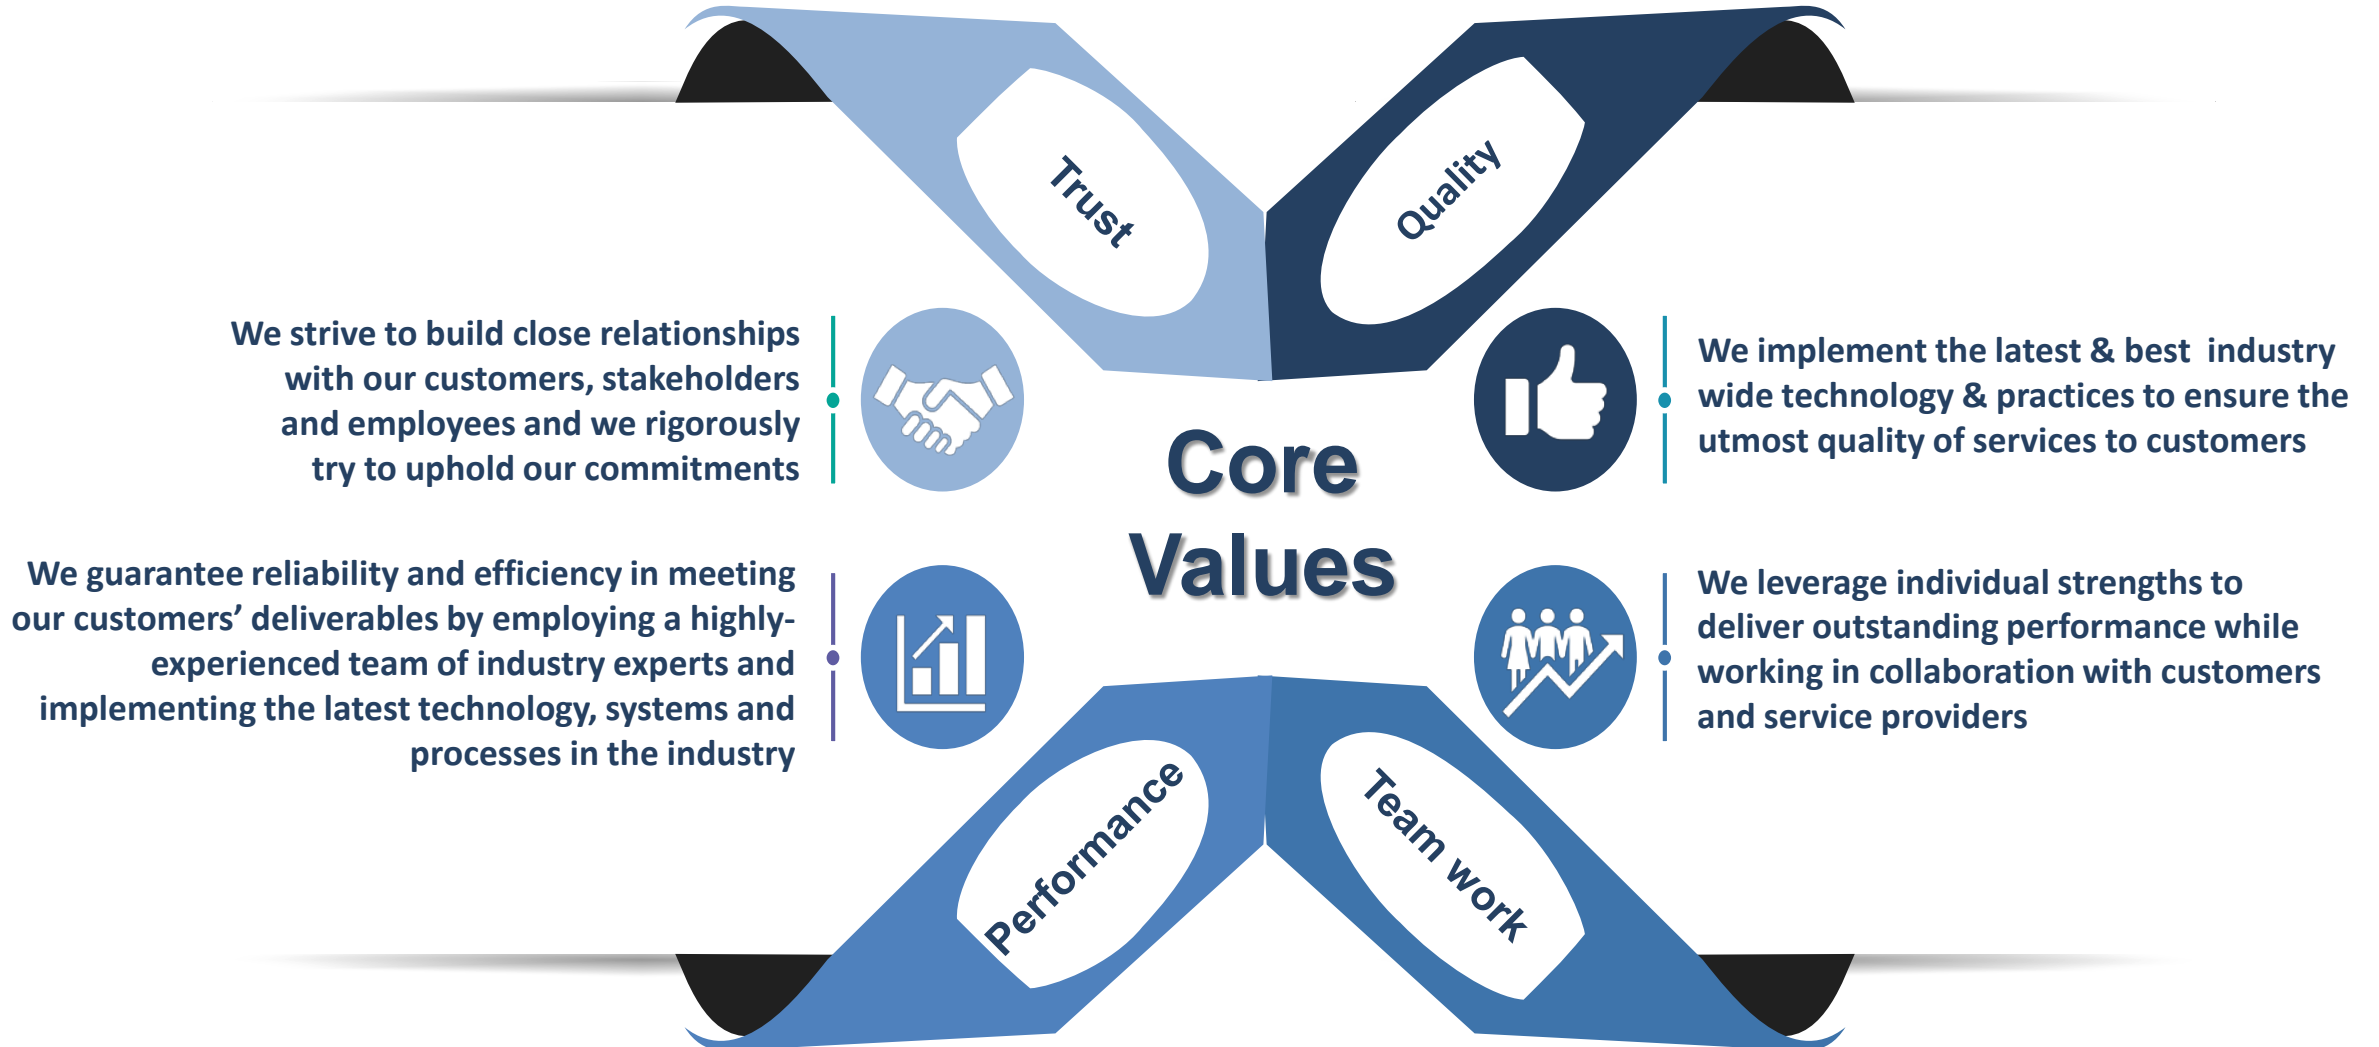 Trust
Quality
We strive to build close relationships
with our customers, stakeholders
and employees and we rigorously
try to uphold our commitments
We implement the latest & best  industry
wide technology & practices to ensure the
utmost quality of services to customers
Core
Values
We guarantee reliability and efficiency in meeting
our customers’ deliverables by employing a highly-
experienced team of industry experts and
implementing the latest technology, systems and
processes in the industry
We leverage individual strengths to
deliver outstanding performance while
working in collaboration with customers
and service providers
Performance
Team work